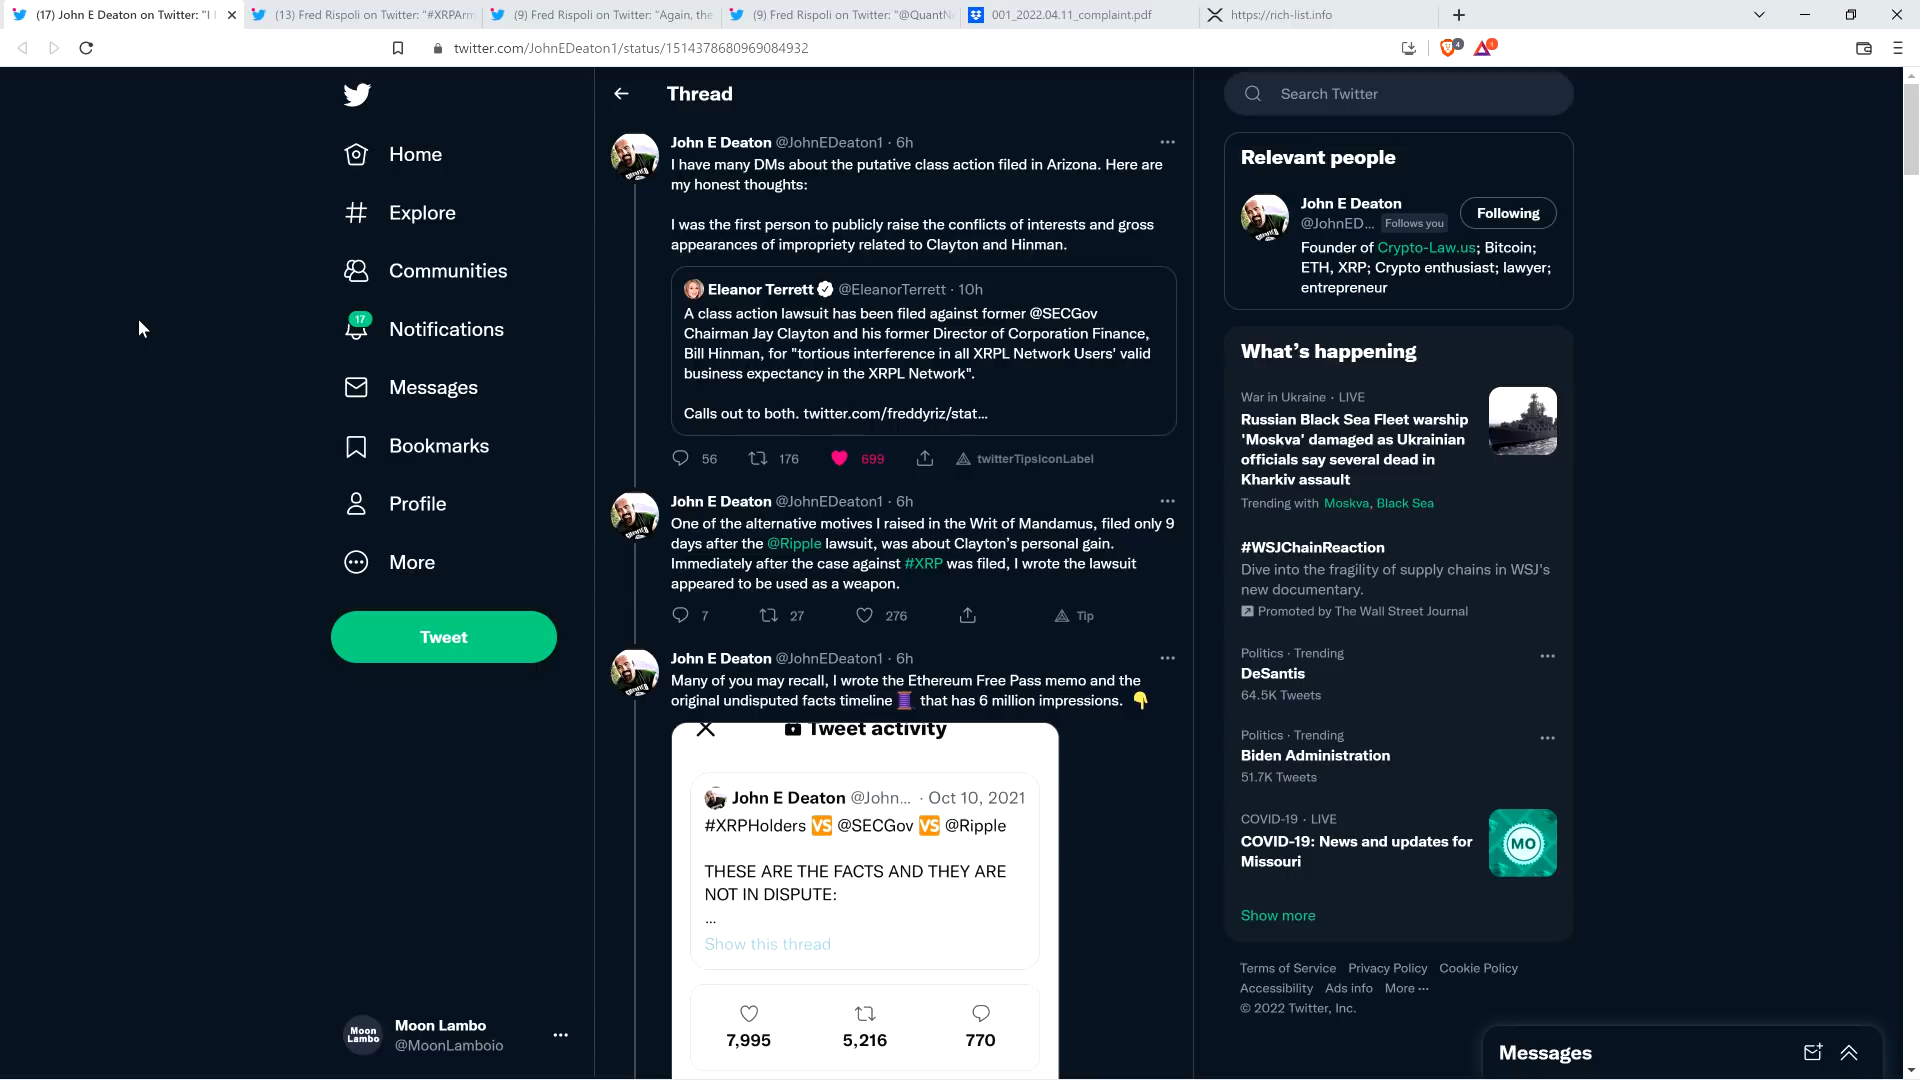 (17) John E Deaton on Twitter: "I
(13) Fred Rispoli on Twitter: "#XRPArm
(9) Fred Rispoli on Twitter: "Again, the
(9) Fred Rispoli on Twitter: "@QuantNe
001_2022.04.11_complaint.pdf
https://rich-list.info
twitter.com/JohnEDeaton1/status/1514378680969084932
4
1
Home
Explore
Communities
17
Notifications
Messages
Bookmarks
Profile
More
Tweet
Moon Lambo
Moon Lambo
@MoonLamboio
Thread
John E Deaton @JohnEDeaton1 · 6h
I have many DMs about the putative class action filed in Arizona. Here are
my honest thoughts:
I was the first person to publicly raise the conflicts of interests and gross
appearances of impropriety related to Clayton and Hinman.
Eleanor Terrett @EleanorTerrett · 10h
A class action lawsuit has been filed against former @SECGov
Chairman Jay Clayton and his former Director of Corporation Finance,
Bill Hinman, for "tortious interference in all XRPL Network Users' valid
business expectancy in the XRPL Network".
Calls out to both. twitter.com/freddyriz/stat…
56 176 699 twitterTipsIconLabel
John E Deaton @JohnEDeaton1 · 6h
One of the alternative motives I raised in the Writ of Mandamus, filed only 9
days after the @Ripple lawsuit, was about Clayton's personal gain.
Immediately after the case against #XRP was filed, I wrote the lawsuit
appeared to be used as a weapon.
7 27 276 Tip
John E Deaton @JohnEDeaton1 · 6h
Many of you may recall, I wrote the Ethereum Free Pass memo and the
original undisputed facts timeline 🧵 that has 6 million impressions. 👇
Tweet activity
John E Deaton @John... · Oct 10, 2021
#XRPHolders 🆚 @SECGov 🆚 @Ripple
THESE ARE THE FACTS AND THEY ARE
NOT IN DISPUTE:
...
Show this thread
7,995 5,216 770
Search Twitter
Relevant people
John E Deaton
@JohnED... Follows you
Following
Founder of Crypto-Law.us; Bitcoin;
ETH, XRP; Crypto enthusiast; lawyer;
entrepreneur
What's happening
War in Ukraine · LIVE
Russian Black Sea Fleet warship
'Moskva' damaged as Ukrainian
officials say several dead in
Kharkiv assault
Trending with Moskva, Black Sea
#WSJChainReaction
Dive into the fragility of supply chains in WSJ's
new documentary.
Promoted by The Wall Street Journal
Politics · Trending
DeSantis
64.5K Tweets
Politics · Trending
Biden Administration
51.7K Tweets
COVID-19 · LIVE
COVID-19: News and updates for
Missouri
MO
Show more
Terms of Service Privacy Policy Cookie Policy
Accessibility Ads info More ···
© 2022 Twitter, Inc.
Messages